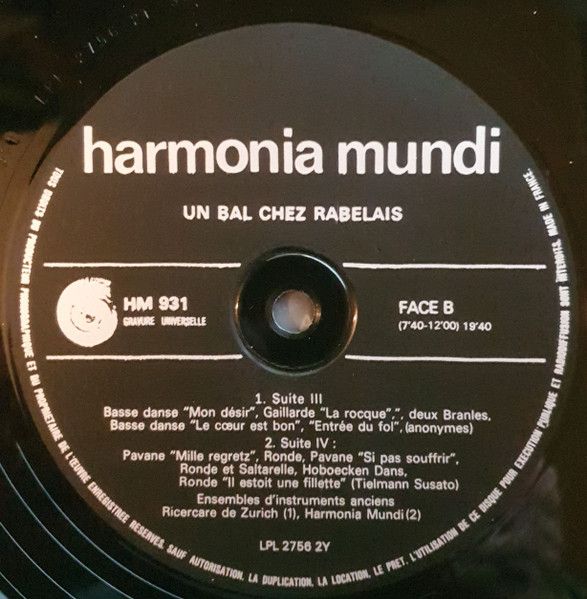 harmonia mundi
UN BAL CHEZ RABELAIS
HM 931
GRAVURE UNIVERSELLE
FACE B
(7'40-12'00) 19'40
1. Suite III
Basse danse "Mon désir", Gaillarde "La rocque",", deux Branles,
Basse danse "Le cœur est bon", "Entrée du fol", (anonymes)
2. Suite IV :
Pavane "Mille regretz", Ronde, Pavane "Si pas souffrir",
Ronde et Saltarelle, Hoboecken Dans,
Ronde "Il estoit une fillette" (Tielmann Susato)
Ensembles d'instruments anciens
Ricercare de Zurich (1), Harmonia Mundi (2)
LPL 2756 2Y
TOUS DROITS DU PRODUCTEUR PHONOGRAPHIQUE ET DU PROPRIETAIRE DE L'ŒUVRE ENREGISTREE RESERVES. SAUF AUTORISATION. LA DUPLICATION. LA LOCATION. LE PRET. L'UTILISATION DE CE DISQUE POUR EXECUTION PUBLIQUE ET RADIODIFFUSION SONT INTERDITS. MADE IN FRANCE.